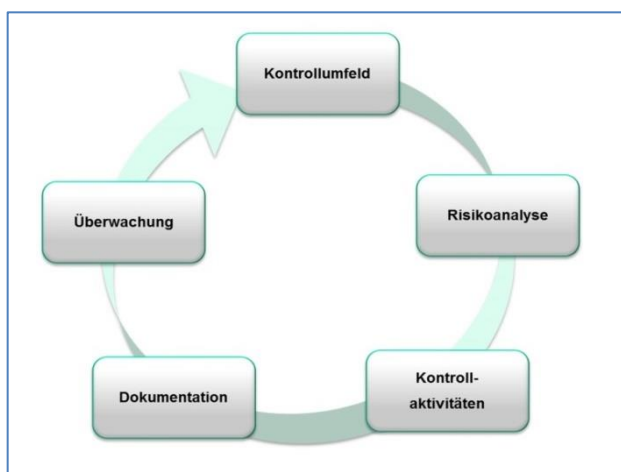 Kontrollumfeld
Risikoanalyse
Kontroll-
aktivitäten
Dokumentation
Überwachung